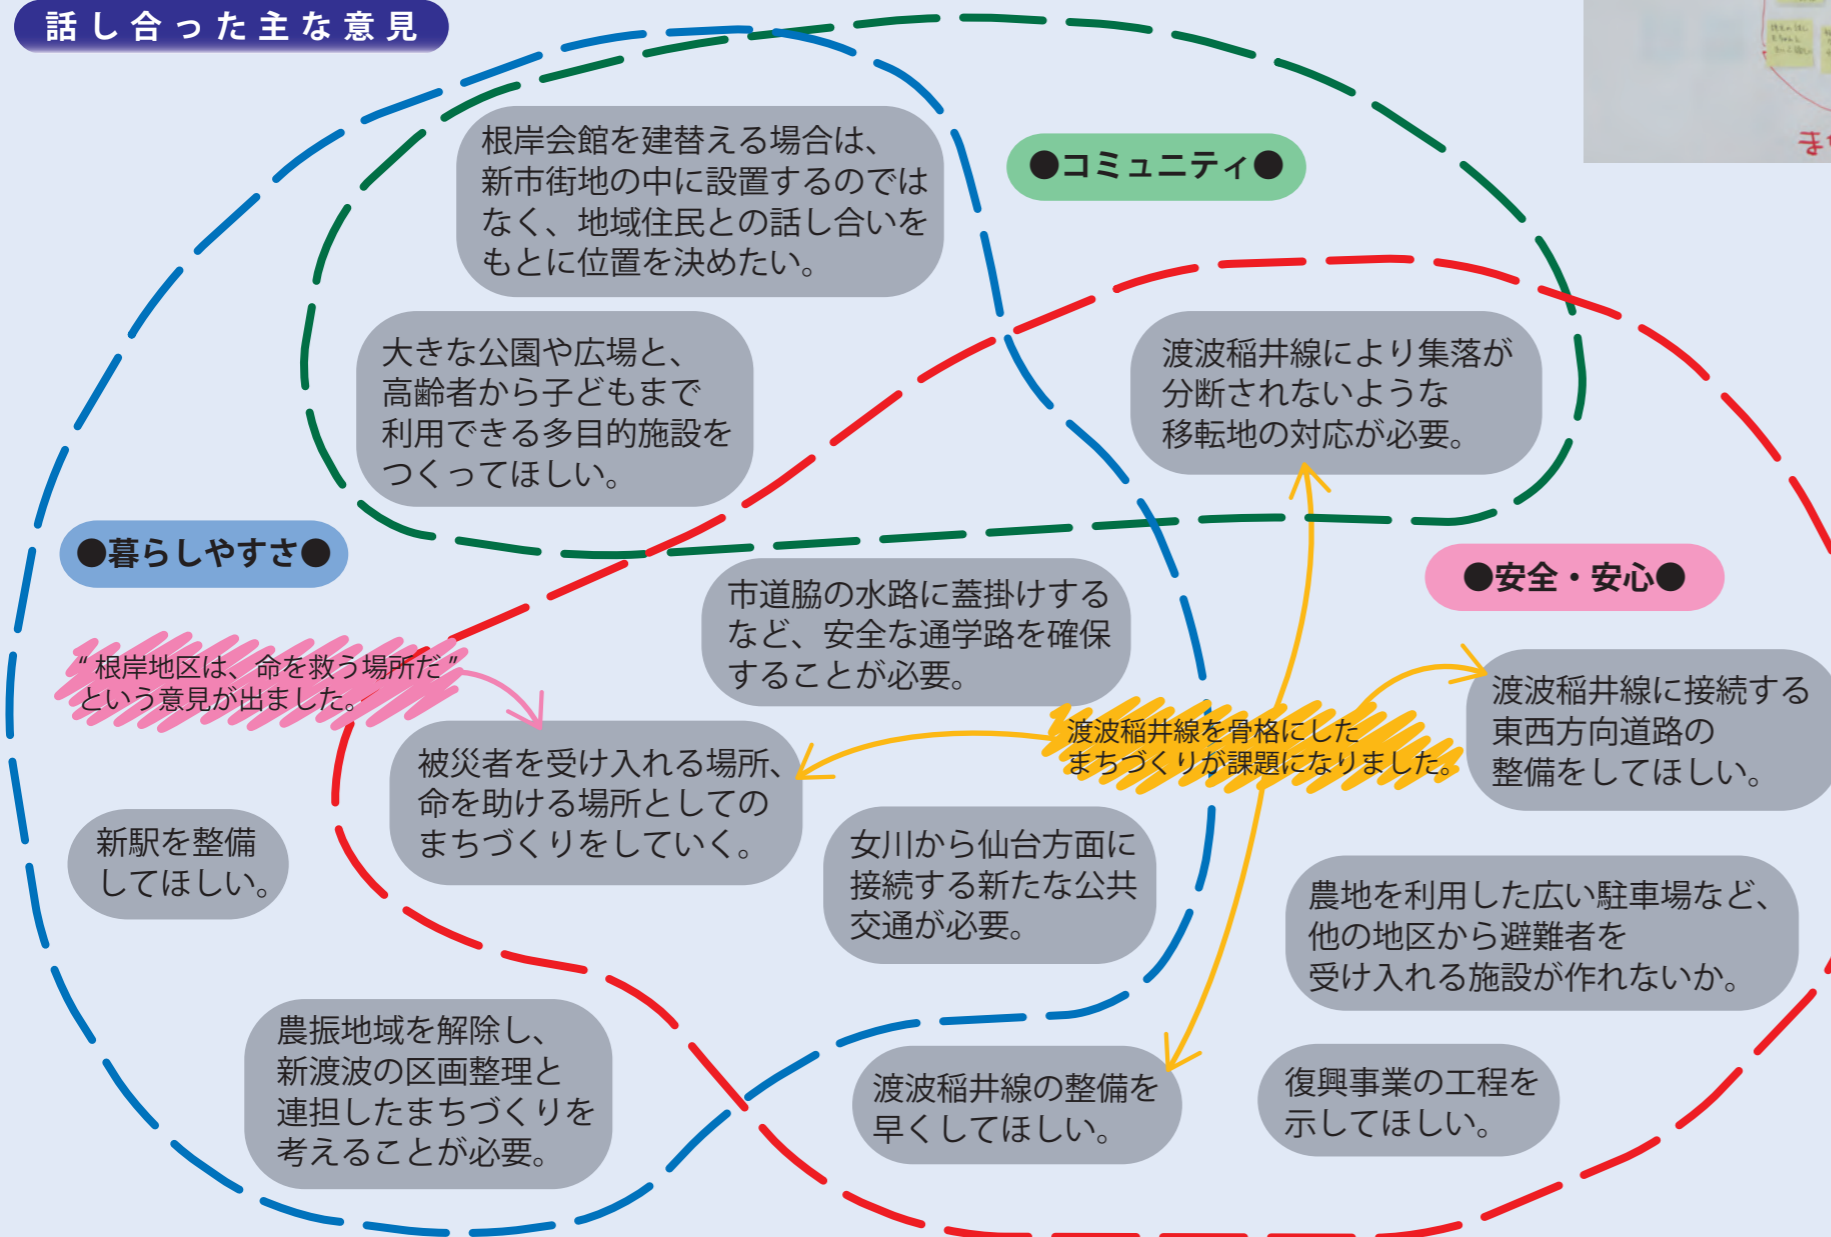 話し合った主な意見
根岸会館を建替える場合は、
新市街地の中に設置するのでは
なく、地域住民との話し合いを
もとに位置を決めたい。
●コミュニティ●
大きな公園や広場と、
高齢者から子どもまで
利用できる多目的施設を
つくってほしい。
渡波稲井線により集落が
分断されないような
移転地の対応が必要。
●暮らしやすさ●
●安全・安心●
市道脇の水路に蓋掛けする
など、安全な通学路を確保
することが必要。
“根岸地区は、命を救う場所だ”
という意見が出ました。
渡波稲井線を骨格にした
まちづくりが課題になりました。
渡波稲井線に接続する
東西方向道路の
整備をしてほしい。
被災者を受け入れる場所、
命を助ける場所としての
まちづくりをしていく。
新駅を整備
してほしい。
女川から仙台方面に
接続する新たな公共
交通が必要。
農地を利用した広い駐車場など、
他の地区から避難者を
受け入れる施設が作れないか。
農振地域を解除し、
新渡波の区画整理と
連担したまちづくりを
考えることが必要。
渡波稲井線の整備を
早くしてほしい。
復興事業の工程を
示してほしい。